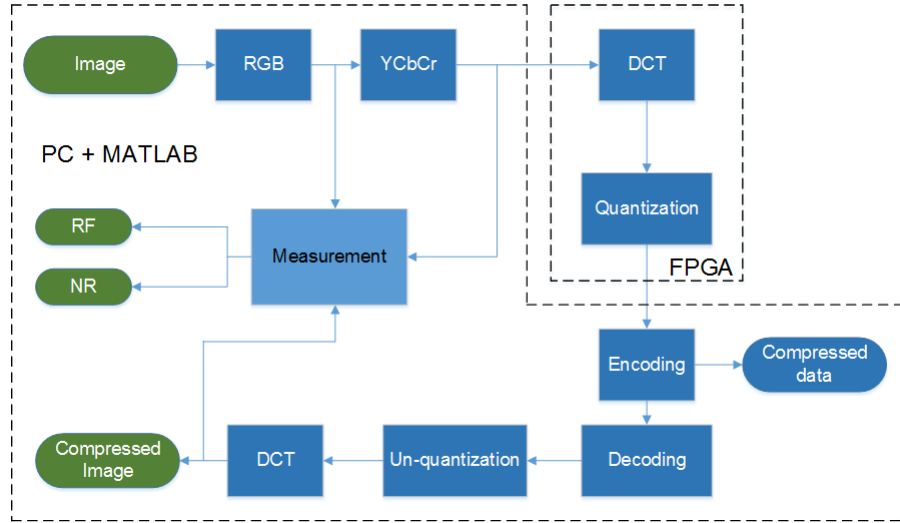 Image
RGB
YCbCr
DCT
PC + MATLAB
Quantization
RF
NR
Measurement
FPGA
Encoding
Compressed
data
Compressed
Image
DCT
Un-quantization
Decoding